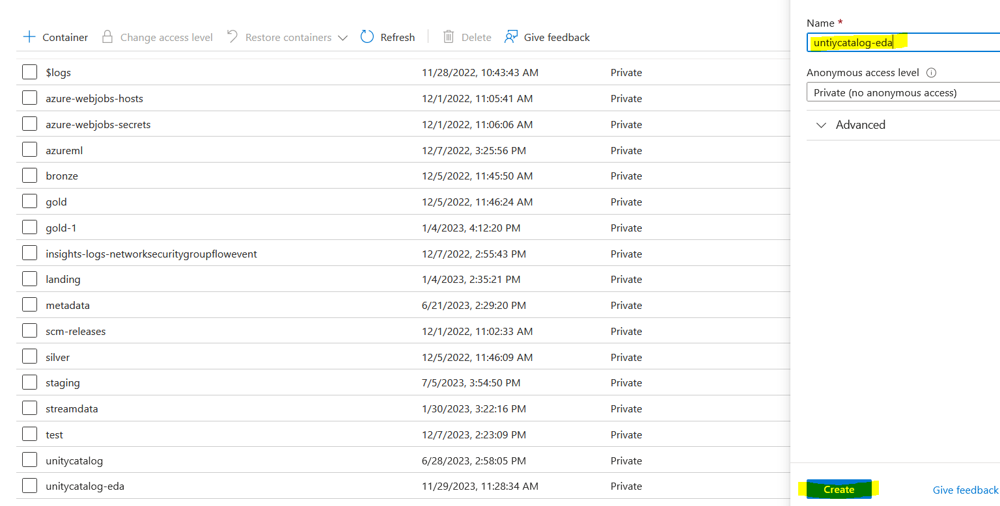 Container Change access level Restore containers Refresh Delete Give feedback
$logs 11/28/2022, 10:43:43 AM Private
azure-webjobs-hosts 12/1/2022, 11:05:41 AM Private
azure-webjobs-secrets 12/1/2022, 11:06:06 AM Private
azureml 12/7/2022, 3:25:56 PM Private
bronze 12/5/2022, 11:45:50 AM Private
gold 12/5/2022, 11:46:24 AM Private
gold-1 1/4/2023, 4:12:20 PM Private
insights-logs-networksecuritygroupflowevent 12/7/2022, 2:55:43 PM Private
landing 1/4/2023, 2:35:21 PM Private
metadata 6/21/2023, 2:29:20 PM Private
scm-releases 12/1/2022, 11:02:33 AM Private
silver 12/5/2022, 11:46:09 AM Private
staging 7/5/2023, 3:54:50 PM Private
streamdata 1/30/2023, 3:22:16 PM Private
test 12/7/2023, 2:23:09 PM Private
unitycatalog 6/28/2023, 2:58:05 PM Private
unitycatalog-eda 11/29/2023, 11:28:34 AM Private
Name *
untiycatalog-eda
Anonymous access level
Private (no anonymous access)
Advanced
Create Give feedback